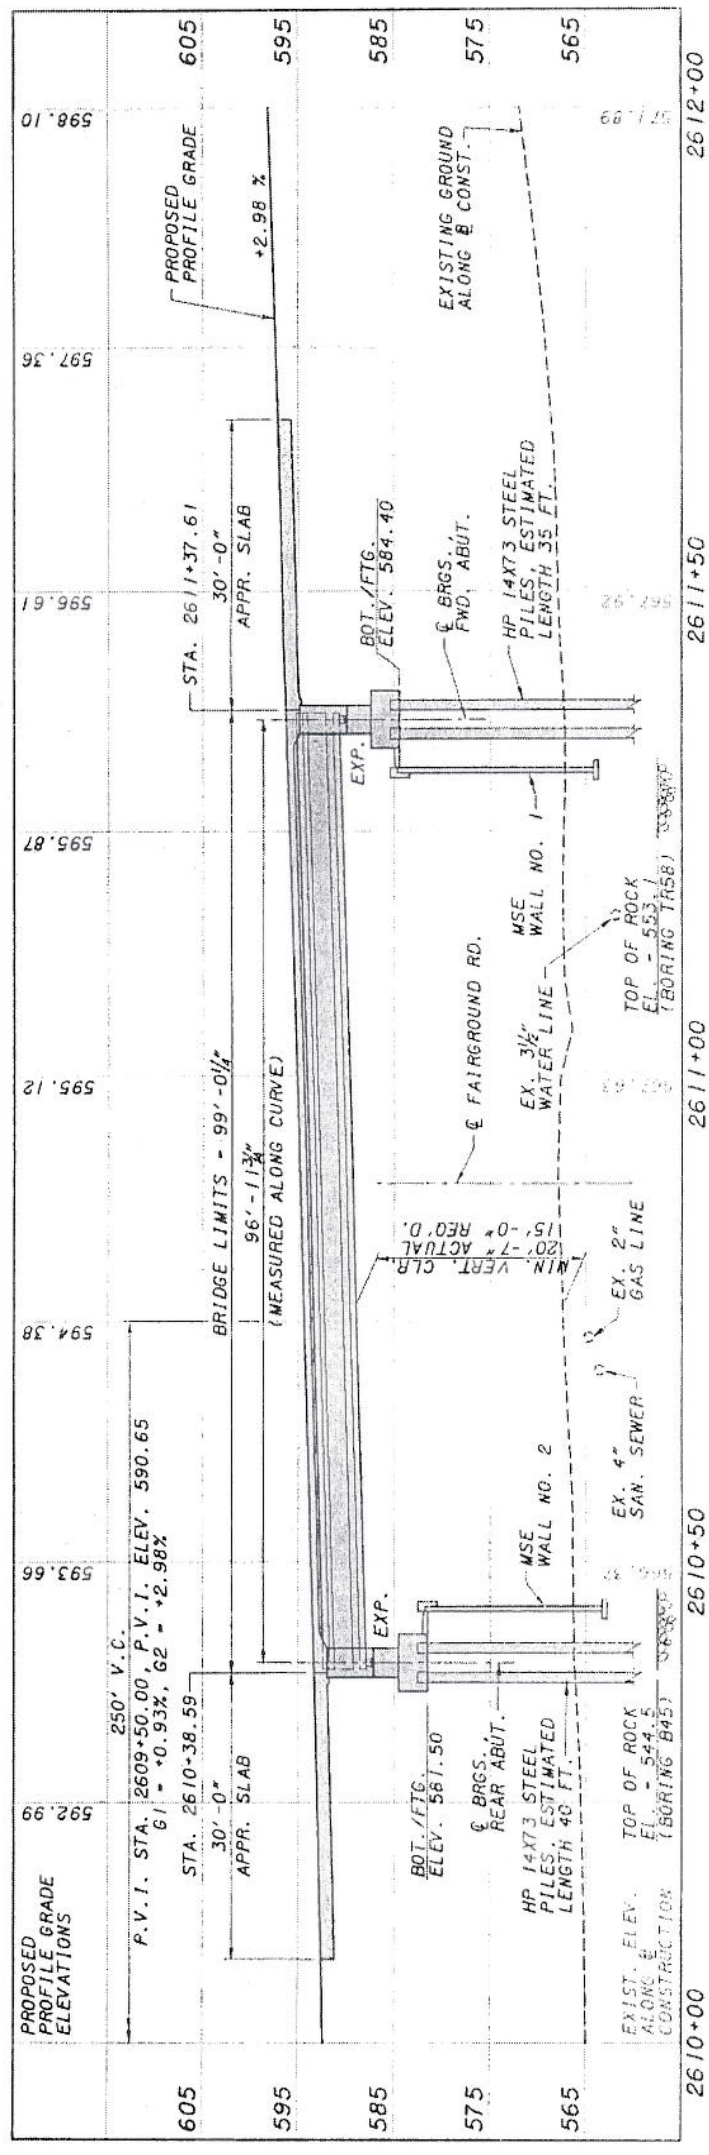 PROPOSED
PROFILE GRADE
ELEVATIONS
592.99
593.66
594.38
595.12
595.87
596.61
597.36
598.10
250' V.C.
P.V.I. STA. 2609+50.00, P.V.I. ELEV. 590.65
G1 = +0.93%, G2 = +2.98%
605
595
585
575
565
STA. 2610+38.59
30'-0"
APPR. SLAB
BRIDGE LIMITS = 99'-0¼"
96'-11¾"
(MEASURED ALONG CURVE)
STA. 2611+37.61
30'-0"
APPR. SLAB
PROPOSED
PROFILE GRADE
+2.98 %
605
595
585
575
565
EXP.
BOT./FTG.
ELEV. 581.50
℄ BRGS.,
REAR ABUT.
HP 14X73 STEEL
PILES, ESTIMATED
LENGTH 40 FT.
MSE
WALL NO. 2
MIN. VERT. CLR.
20'-7" ACTUAL
15'-0" REQ'D.
℄ FAIRGROUND RD.
EX. 4"
SAN. SEWER
EX. 2"
GAS LINE
EX. 3½"
WATER LINE
MSE
WALL NO. 1
EXP.
BOT./FTG.
ELEV. 584.40
℄ BRGS.,
FWD. ABUT.
HP 14X73 STEEL
PILES, ESTIMATED
LENGTH 35 FT.
EXISTING GROUND
ALONG ℄ CONST.
EXIST. ELEV.
ALONG ℄
CONSTRUCTION
TOP OF ROCK
EL. = 544.5
(BORING B45)
TOP OF ROCK
EL. = 553.1
(BORING TR58)
567.92
571.89
2610+00
2610+50
2611+00
2611+50
2612+00